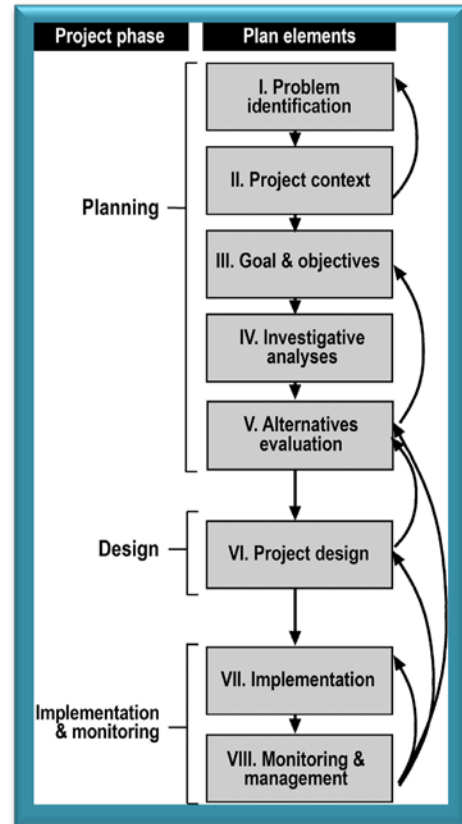 Project phase
Plan elements
Planning
I. Problem
identification
II. Project context
III. Goal & objectives
IV. Investigative
analyses
V. Alternatives
evaluation
Design
VI. Project design
Implementation
& monitoring
VII. Implementation
VIII. Monitoring &
management